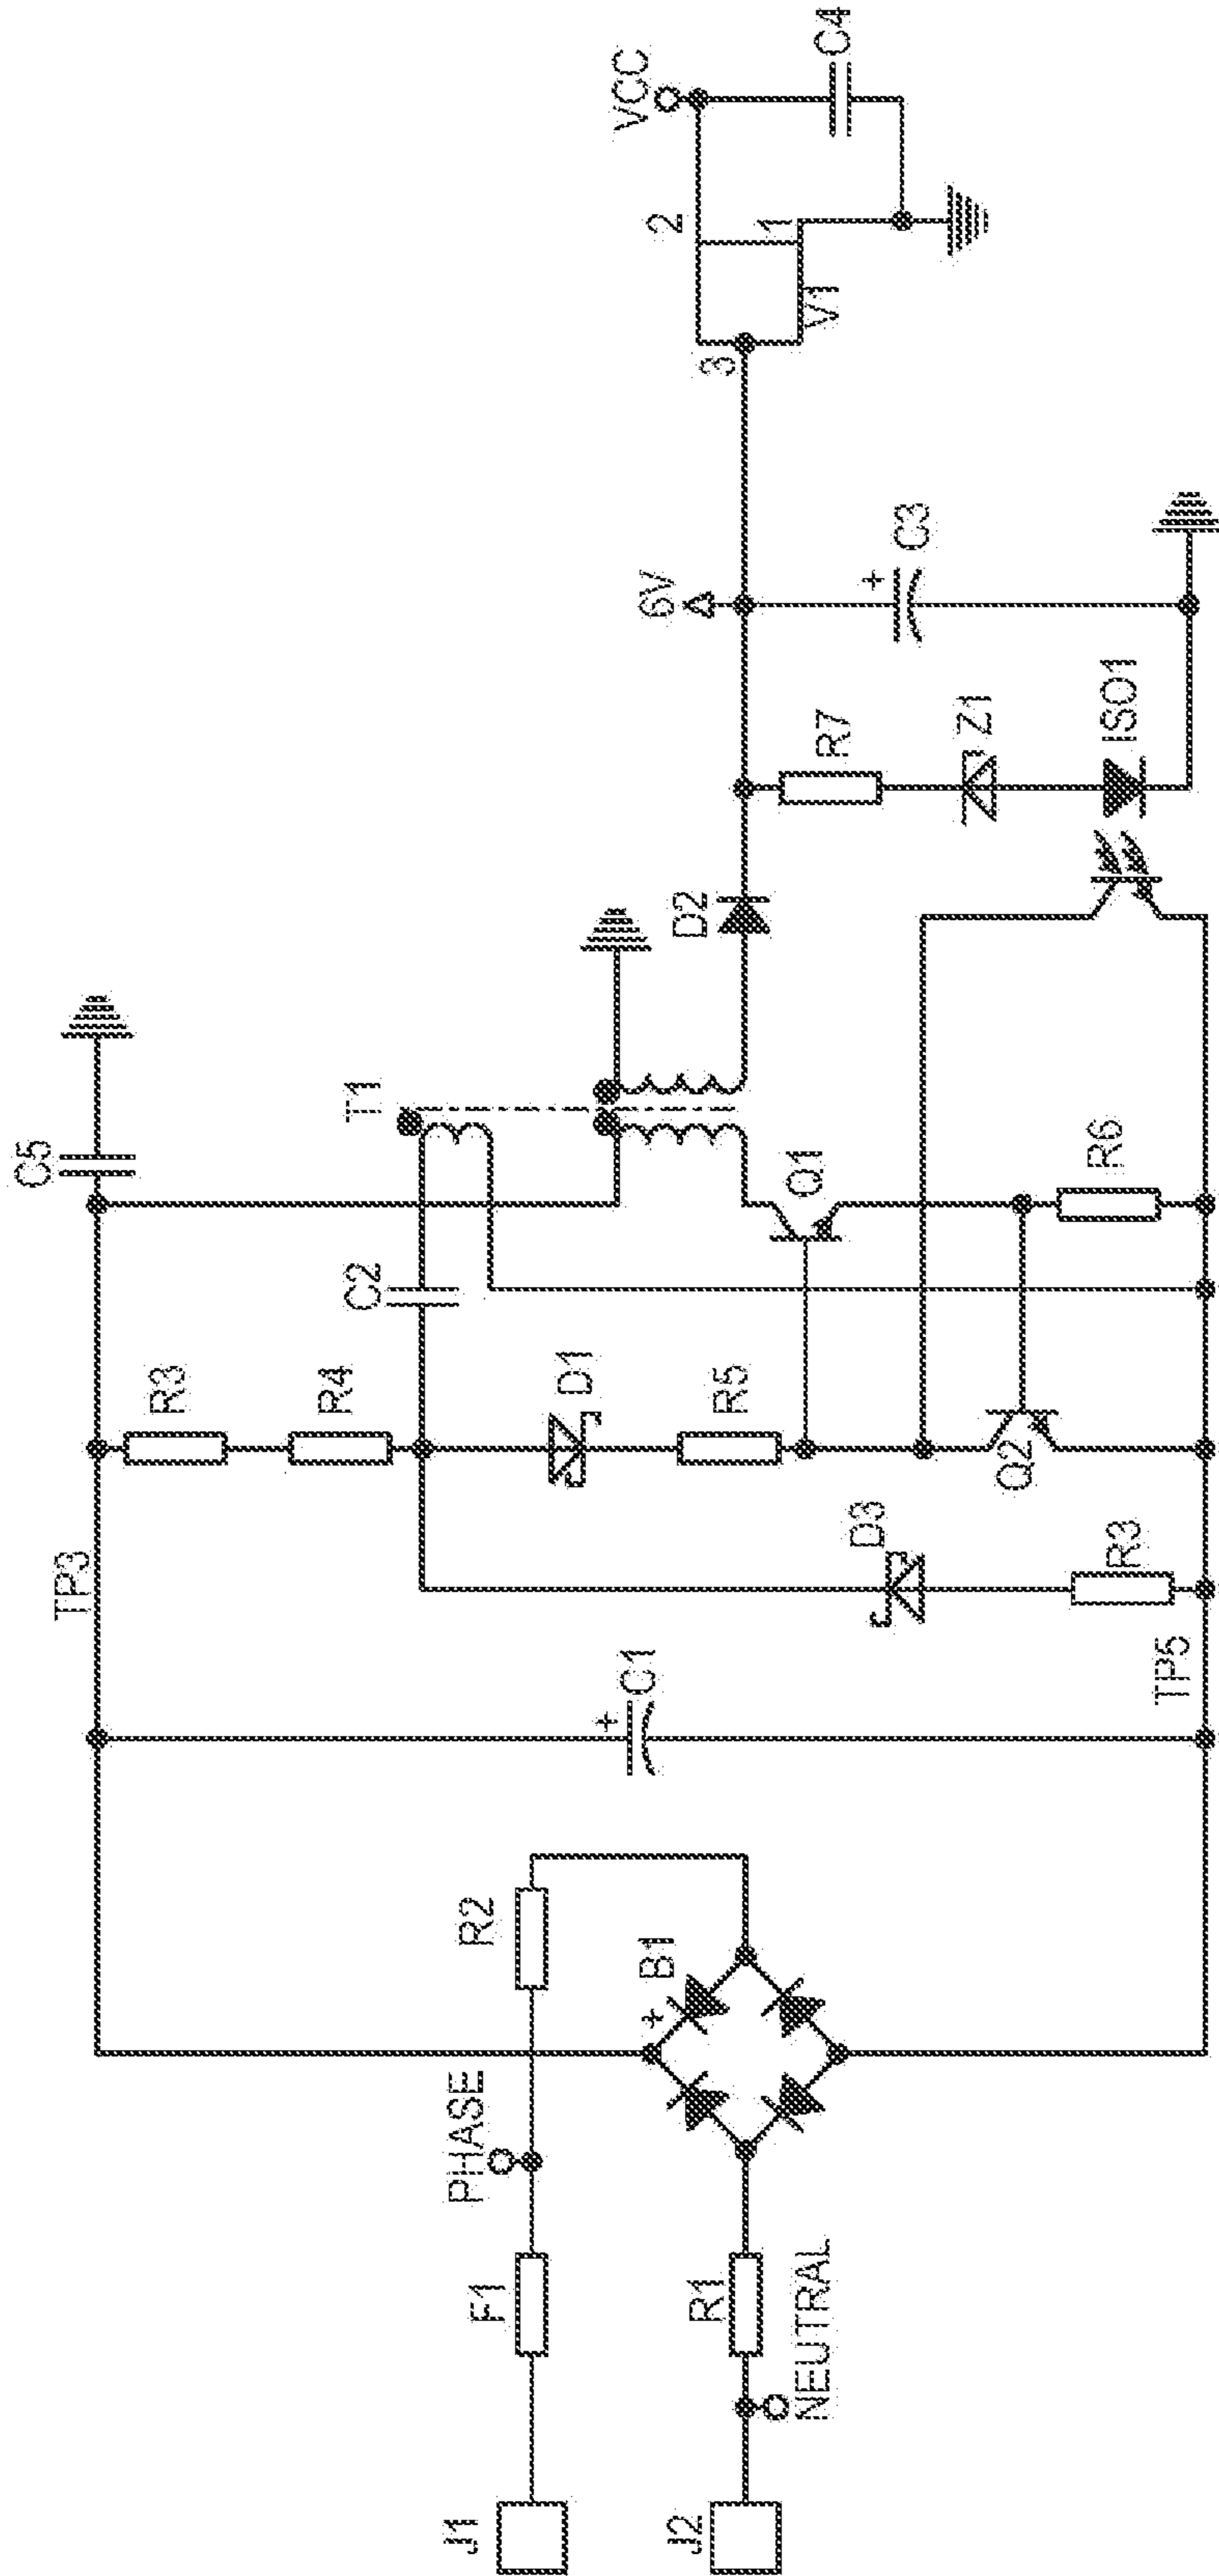 J1
F1
PHASE
R2
J2
NEUTRAL
R1
B1
+
TP3
C1
+
R3
R4
D3
R3
TP5
C2
D1
R5
Q2
C5
T1
Q1
R6
D2
6V
R7
Z1
ISO1
C3
+
3
2
1
V1
VCC
C4